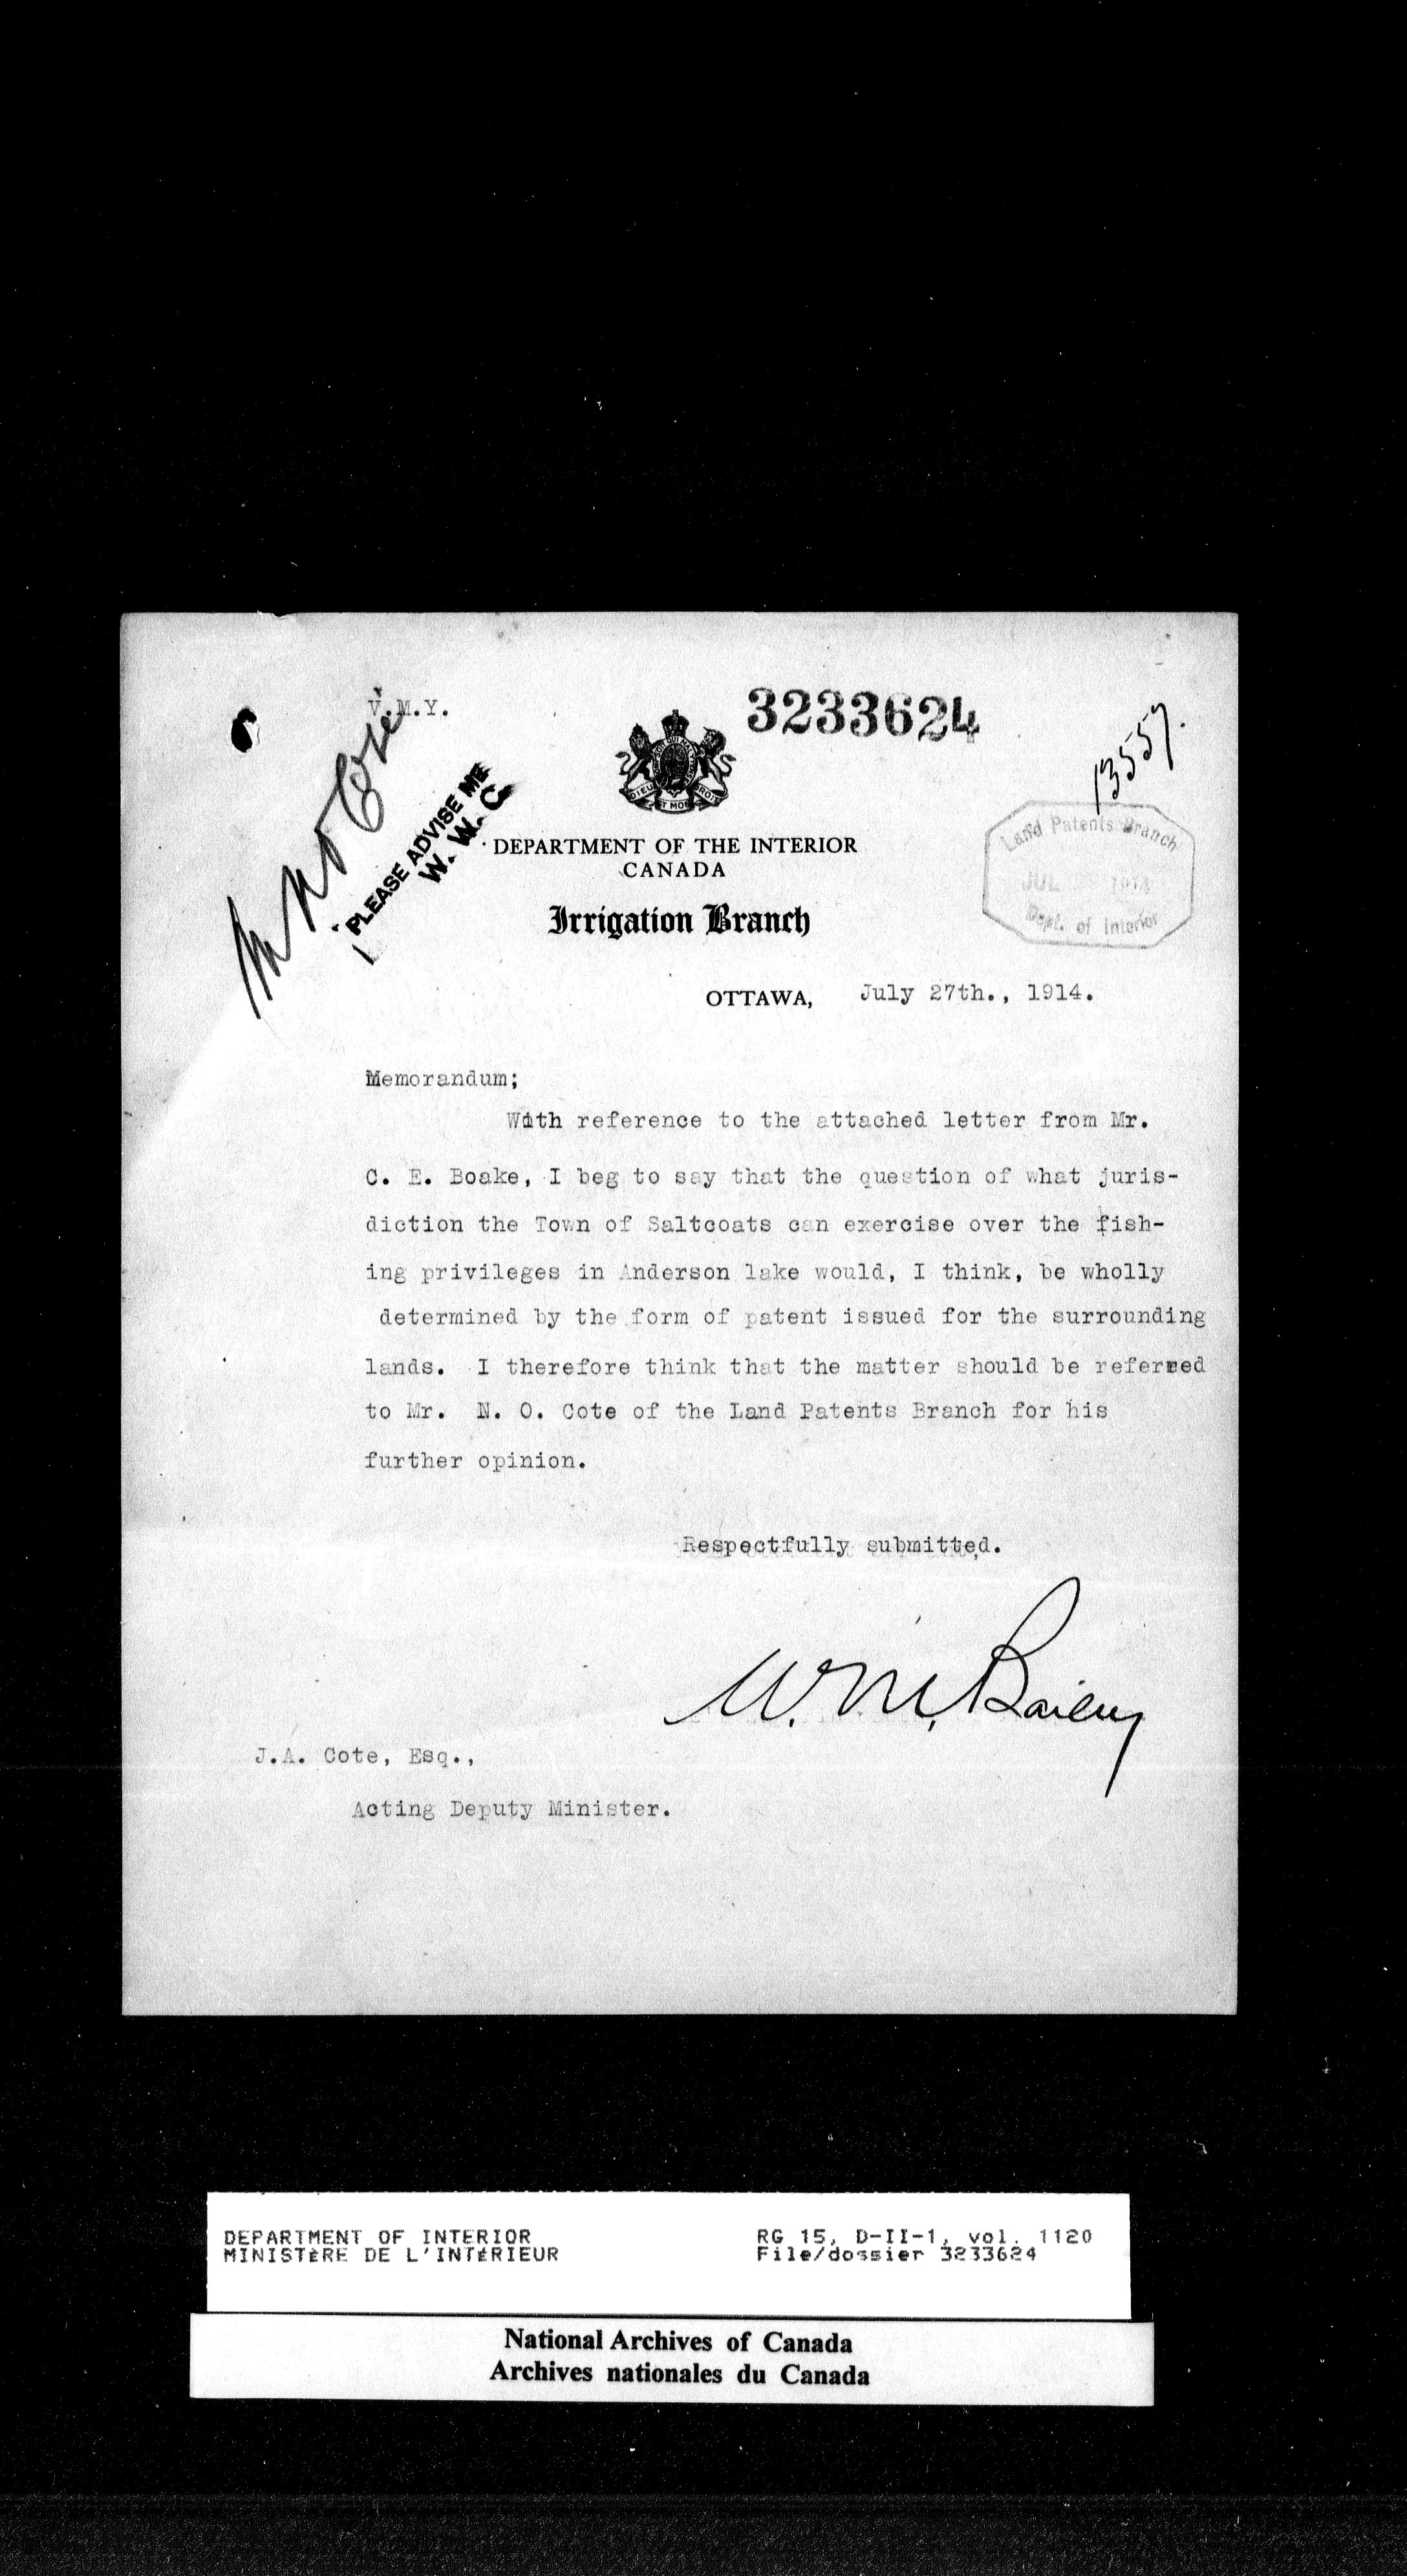 V.M.Y.
3233624
13557.
PLEASE ADVISE ME
W. W. C.
DIEU ET MON DROIT
DEPARTMENT OF THE INTERIOR
CANADA
Irrigation Branch
Land Patents Branch
JUL 1914
Dept. of Interior
OTTAWA, July 27th., 1914.
Memorandum;
With reference to the attached letter from Mr.
C. E. Boake, I beg to say that the question of what juris-
diction the Town of Saltcoats can exercise over the fish-
ing privileges in Anderson lake would, I think, be wholly
determined by the form of patent issued for the surrounding
lands. I therefore think that the matter should be referred
to Mr. N. O. Cote of the Land Patents Branch for his
further opinion.
Respectfully submitted.
J.A. Cote, Esq.,
Acting Deputy Minister.
DEPARTMENT OF INTERIOR
MINISTÈRE DE L'INTÉRIEUR
RG 15, D-II-1, vol. 1120
File/dossier 3233624
National Archives of Canada
Archives nationales du Canada